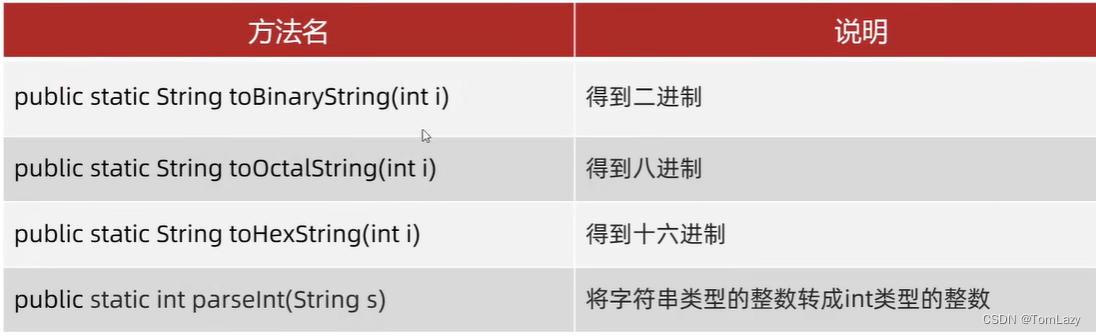 方法名 说明
public static String toBinaryString(int i) 得到二进制
public static String toOctalString(int i) 得到八进制
public static String toHexString(int i) 得到十六进制
public static int parseInt(String s) 将字符串类型的整数转成int类型的整数
CSDN @TomLazy